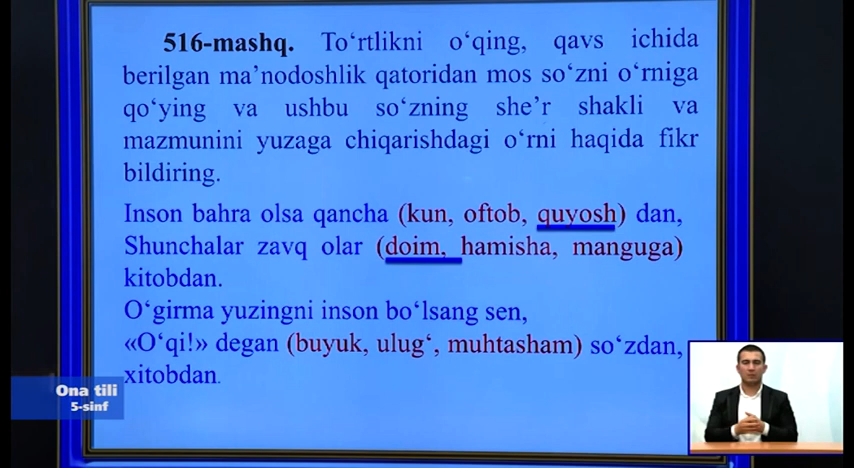 516-mashq. To‘rtlikni o‘qing, qavs ichida
berilgan ma’nodoshlik qatoridan mos so‘zni o‘rniga
qo‘ying va ushbu so‘zning she’r shakli va
mazmunini yuzaga chiqarishdagi o‘rni haqida fikr
bildiring.
Inson bahra olsa qancha (kun, oftob, quyosh) dan,
Shunchalar zavq olar (doim, hamisha, manguga)
kitobdan.
O‘girma yuzingni inson bo‘lsang sen,
«O‘qi!» degan (buyuk, ulug‘, muhtasham) so‘zdan,
xitobdan.
Ona tili
5-sinf